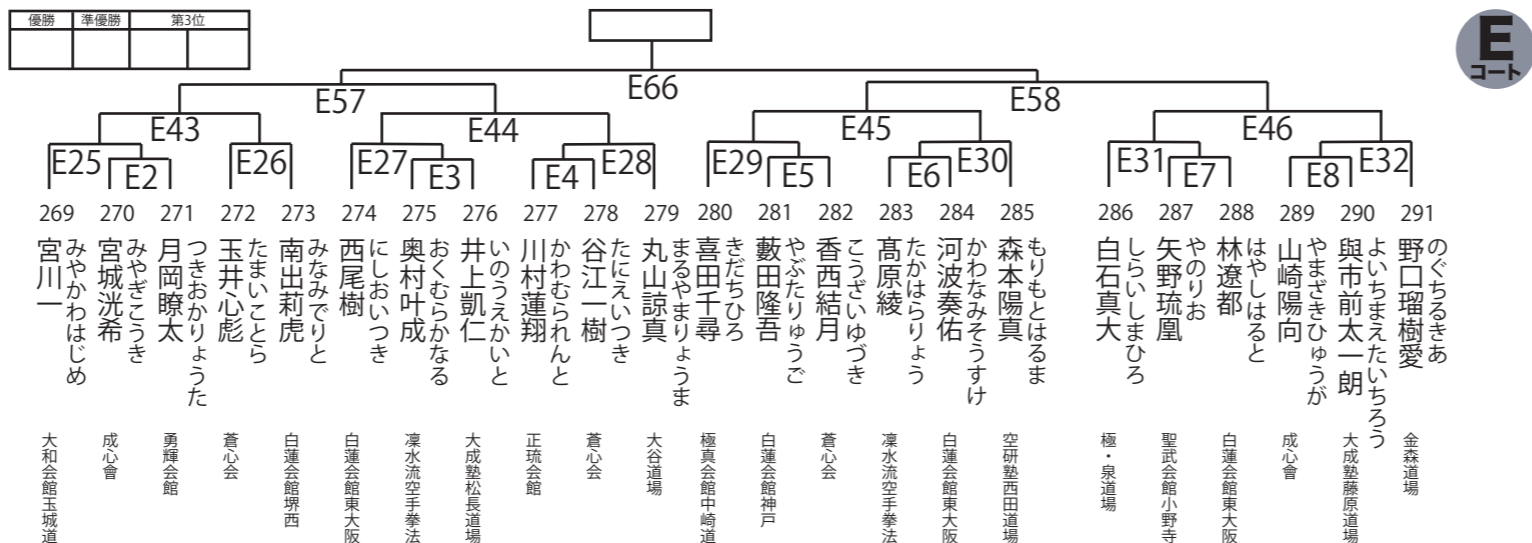 優勝 準優勝 第3位
E
コート
E66
E57 E58
E43 E44 E45 E46
E25 E26 E27 E28 E29 E30 E31 E32
E2 E3 E4 E5 E6 E7 E8
269 270 271 272 273 274 275 276 277 278 279 280 281 282 283 284 285 286 287 288 289 290 291
みやかわはじめ
宮川一
大和会館玉城道
みやぎこうき
宮城洸希
成心會
つきおかりょうた
月岡瞭太
勇輝会館
たまいことら
玉井心彪
蒼心会
みなみでりと
南出莉虎
白蓮会館堺西
にしおいつき
西尾樹
白蓮会館東大阪
おくむらかなる
奥村叶成
凜水流空手拳法
いのうえかいと
井上凱仁
大成塾松長道場
かわむられんと
川村蓮翔
正琉会館
たにえいつき
谷江一樹
蒼心会
まるやまりょうま
丸山諒真
大谷道場
きだちひろ
喜田千尋
極真会館中崎道
やぶたりゅうご
藪田隆吾
白蓮会館神戸
こうざいゆづき
香西結月
蒼心会
たかはらりょう
髙原綾
凜水流空手拳法
かわなみそうすけ
河波奏佑
白蓮会館東大阪
もりもとはるま
森本陽真
空研塾西田道場
しらいしまひろ
白石真大
極・泉道場
やのりお
矢野琉凰
聖武会館小野寺
はやしはると
林遼都
白蓮会館東大阪
やまざきひゅうが
山崎陽向
成心會
よいちまえたいちろう
與市前太一朗
大成塾藤原道場
のぐちるきあ
野口瑠樹愛
金森道場